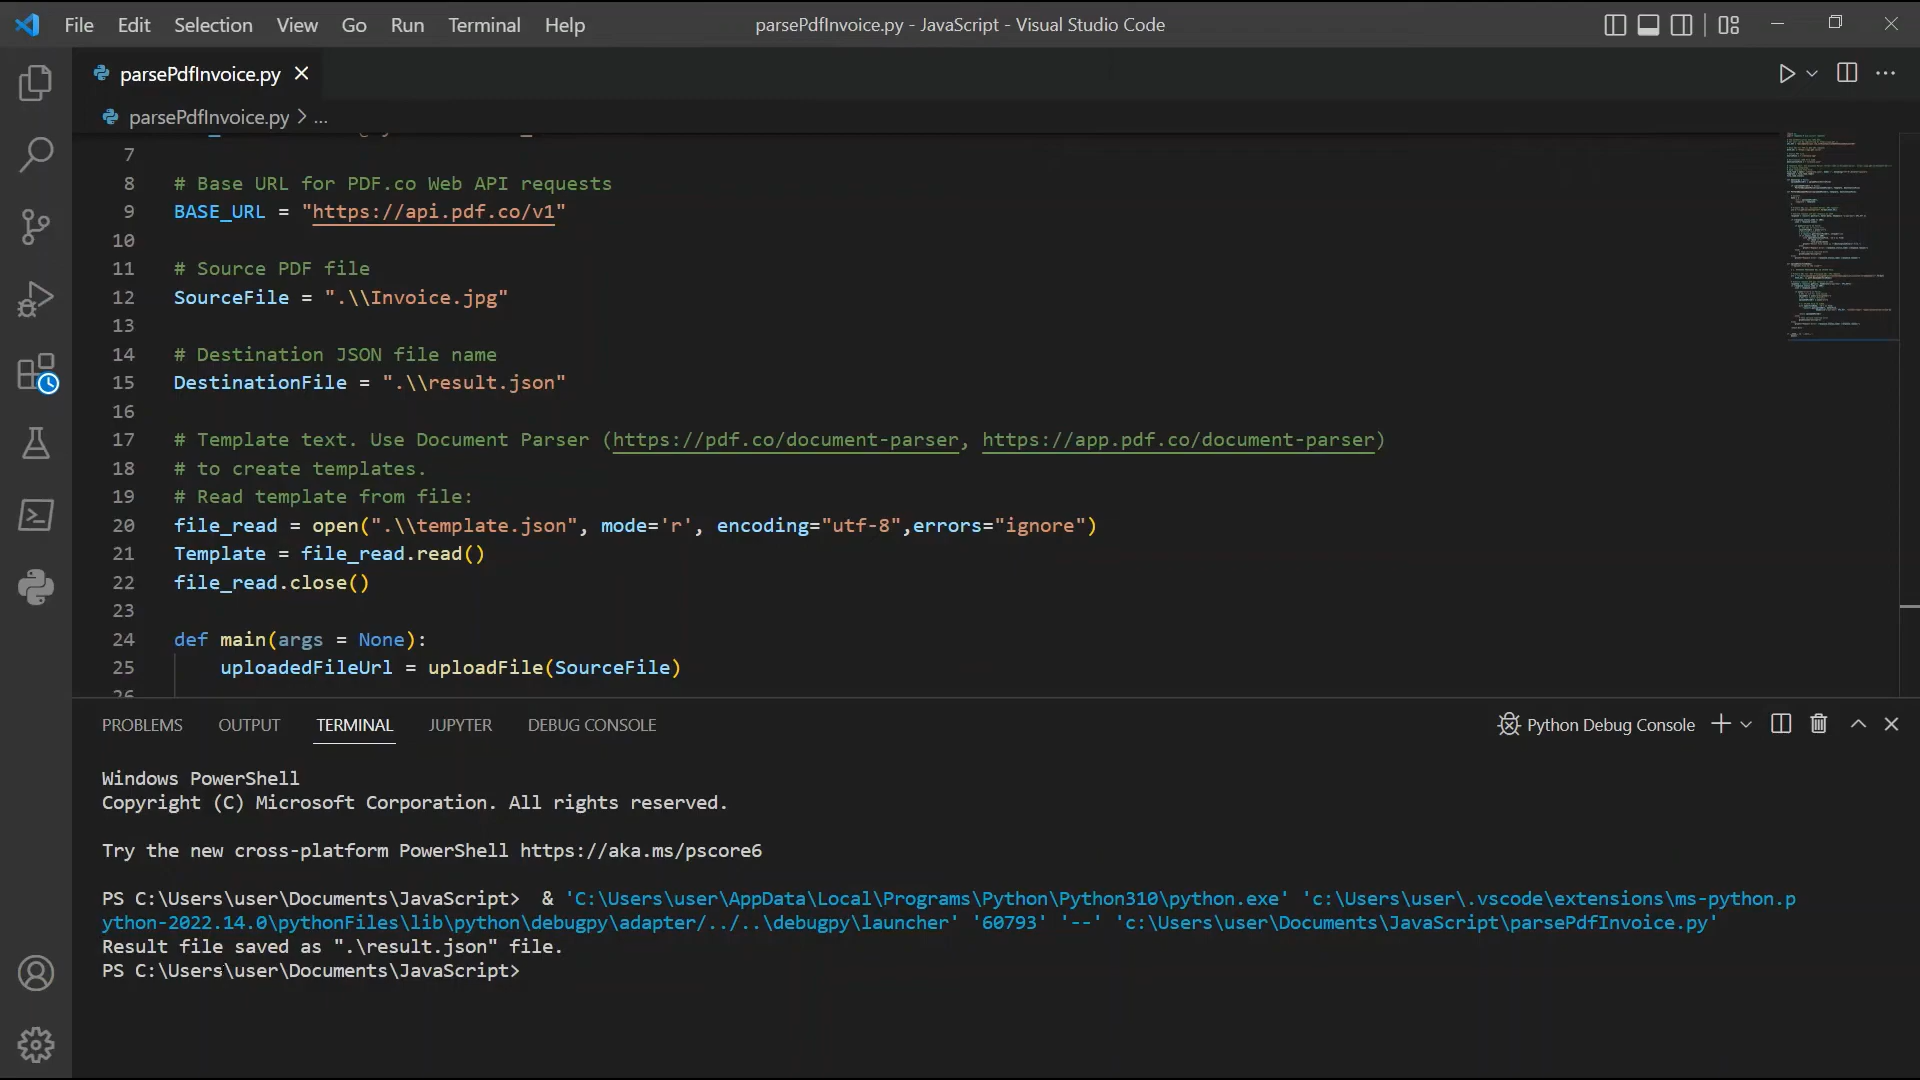 File Edit Selection View Go Run Terminal Help parsePdfInvoice.py - JavaScript - Visual Studio Code
parsePdfInvoice.py
parsePdfInvoice.py > ...
7
8 # Base URL for PDF.co Web API requests
9 BASE_URL = "https://api.pdf.co/v1"
10
11 # Source PDF file
12 SourceFile = ".\\Invoice.jpg"
13
14 # Destination JSON file name
15 DestinationFile = ".\\result.json"
16
17 # Template text. Use Document Parser (https://pdf.co/document-parser, https://app.pdf.co/document-parser)
18 # to create templates.
19 # Read template from file:
20 file_read = open(".\\template.json", mode='r', encoding="utf-8",errors="ignore")
21 Template = file_read.read()
22 file_read.close()
23
24 def main(args = None):
25 uploadedFileUrl = uploadFile(SourceFile)
26
PROBLEMS OUTPUT TERMINAL JUPYTER DEBUG CONSOLE Python Debug Console
Windows PowerShell
Copyright (C) Microsoft Corporation. All rights reserved.
Try the new cross-platform PowerShell https://aka.ms/pscore6
PS C:\Users\user\Documents\JavaScript>  & 'C:\Users\user\AppData\Local\Programs\Python\Python310\python.exe' 'c:\Users\user\.vscode\extensions\ms-python.p
ython-2022.14.0\pythonFiles\lib\python\debugpy\adapter/../..\debugpy\launcher' '60793' '--' 'c:\Users\user\Documents\JavaScript\parsePdfInvoice.py'
Result file saved as ".\result.json" file.
PS C:\Users\user\Documents\JavaScript>